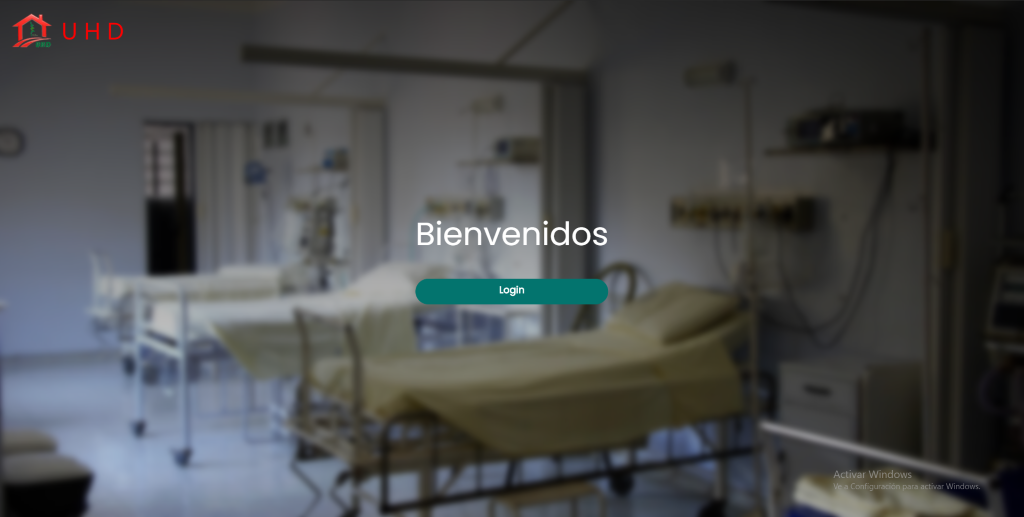 UHD
Bienvenidos
Login
Activar Windows
Ve a Configuración para activar Windows.